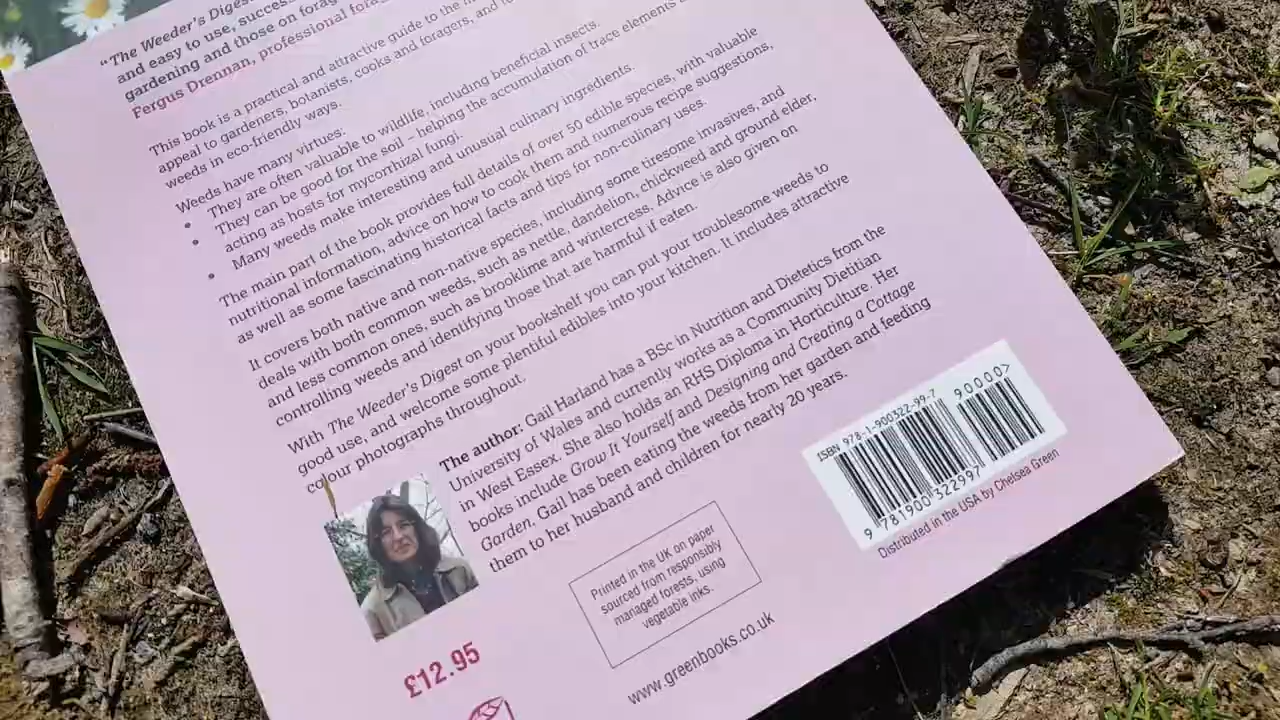 "The Weeder's Digest
and easy to use, succes
gardening and those on forag
Fergus Drennan, professional fora
This book is a practical and attractive guide to the
appeal to gardeners, botanists, cooks and foragers, and
weeds in eco-friendly ways.
Weeds have many virtues:
• They are often valuable to wildlife, including beneficial insects.
• They can be good for the soil – helping the accumulation of trace elements
acting as hosts for mycorrhizal fungi.
• Many weeds make interesting and unusual culinary ingredients.
The main part of the book provides full details of over 50 edible species, with valuable
nutritional information, advice on how to cook them and numerous recipe suggestions,
as well as some fascinating historical facts and tips for non-culinary uses.
It covers both native and non-native species, including some tiresome invasives, and
deals with both common weeds, such as nettle, dandelion, chickweed and ground elder,
and less common ones, such as brooklime and wintercress. Advice is also given on
controlling weeds and identifying those that are harmful if eaten.
With The Weeder's Digest on your bookshelf you can put your troublesome weeds to
good use, and welcome some plentiful edibles into your kitchen. It includes attractive
colour photographs throughout.
The author: Gail Harland has a BSc in Nutrition and Dietetics from the
University of Wales and currently works as a Community Dietitian
in West Essex. She also holds an RHS Diploma in Horticulture. Her
books include Grow It Yourself and Designing and Creating a Cottage
Garden. Gail has been eating the weeds from her garden and feeding
them to her husband and children for nearly 20 years.
ISBN 978-1-900322-99-7
90000>
9 781900 322997
Distributed in the USA by Chelsea Green
Printed in the UK on paper
sourced from responsibly
managed forests, using
vegetable inks.
£12.95
www.greenbooks.co.uk